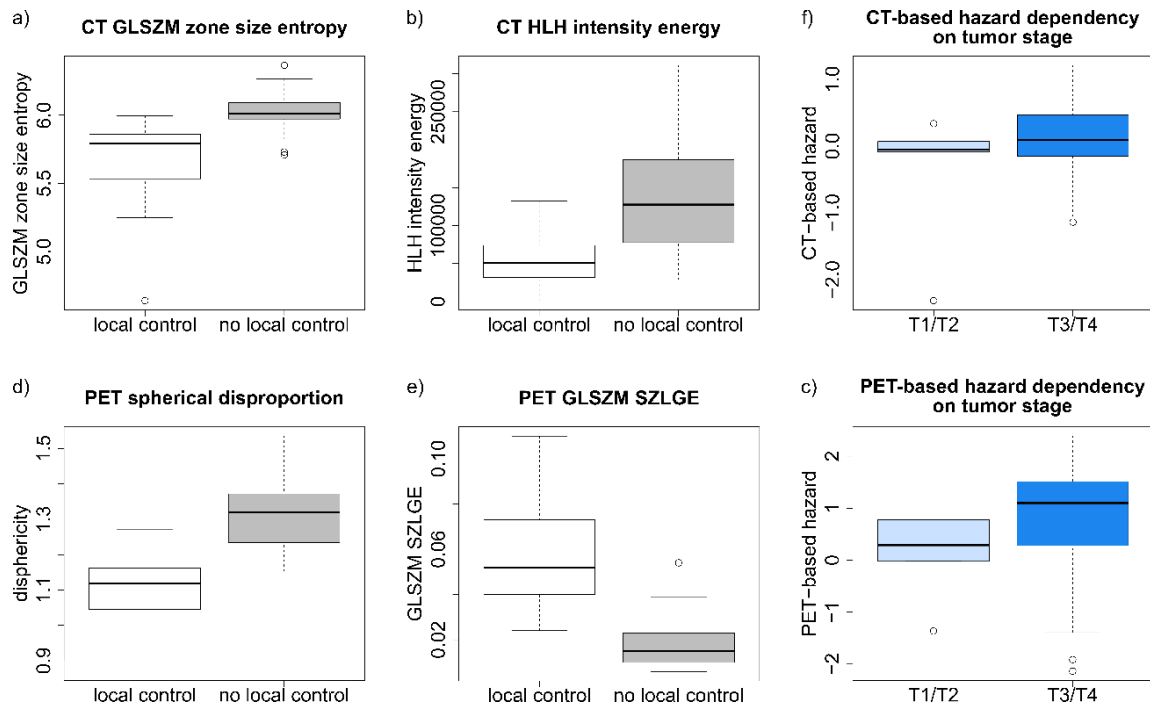 a)
CT GLSZM zone size entropy
GLSZM zone size entropy
6.0
5.5
5.0
local control
no local control
b)
CT HLH intensity energy
HLH intensity energy
250000
100000
0
local control
no local control
f)
CT-based hazard dependency
on tumor stage
CT-based hazard
1.0
0.0
-1.0
-2.0
T1/T2
T3/T4
d)
PET spherical disproportion
disphericity
1.5
1.3
1.1
0.9
local control
no local control
e)
PET GLSZM SZLGE
GLSZM SZLGE
0.10
0.06
0.02
local control
no local control
c)
PET-based hazard dependency
on tumor stage
PET-based hazard
2
1
0
-1
-2
T1/T2
T3/T4